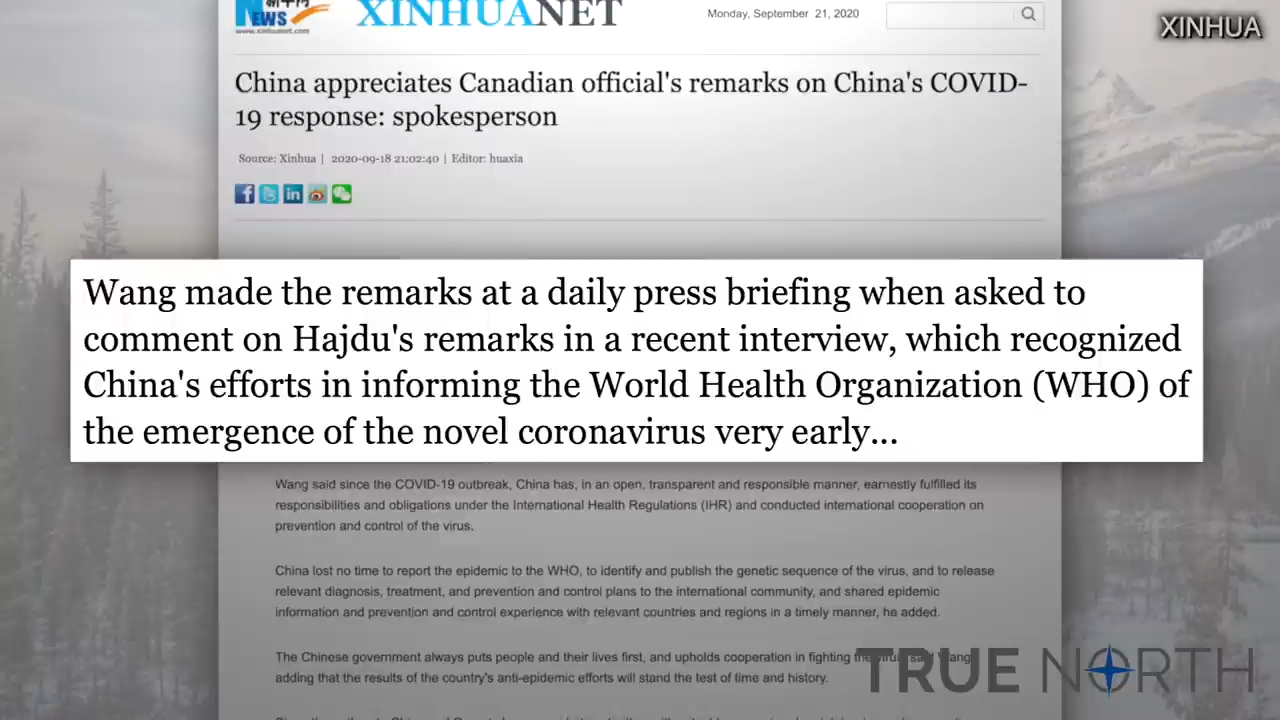 NEWS
www.xinhuanet.com
XINHUANET
Monday, September 21, 2020
XINHUA
China appreciates Canadian official's remarks on China's COVID-
19 response: spokesperson
Source: Xinhua | 2020-09-18 21:02:40 | Editor: huaxia
Wang made the remarks at a daily press briefing when asked to
comment on Hajdu's remarks in a recent interview, which recognized
China's efforts in informing the World Health Organization (WHO) of
the emergence of the novel coronavirus very early...
Wang said since the COVID-19 outbreak, China has, in an open, transparent and responsible manner, earnestly fulfilled its
responsibilities and obligations under the International Health Regulations (IHR) and conducted international cooperation on
prevention and control of the virus.
China lost no time to report the epidemic to the WHO, to identify and publish the genetic sequence of the virus, and to release
relevant diagnosis, treatment, and prevention and control plans to the international community, and shared epidemic
information and prevention and control experience with relevant countries and regions in a timely manner, he added.
The Chinese government always puts people and their lives first, and upholds cooperation in fighting the virus, said Wang,
adding that the results of the country's anti-epidemic efforts will stand the test of time and history.
TRUE NORTH